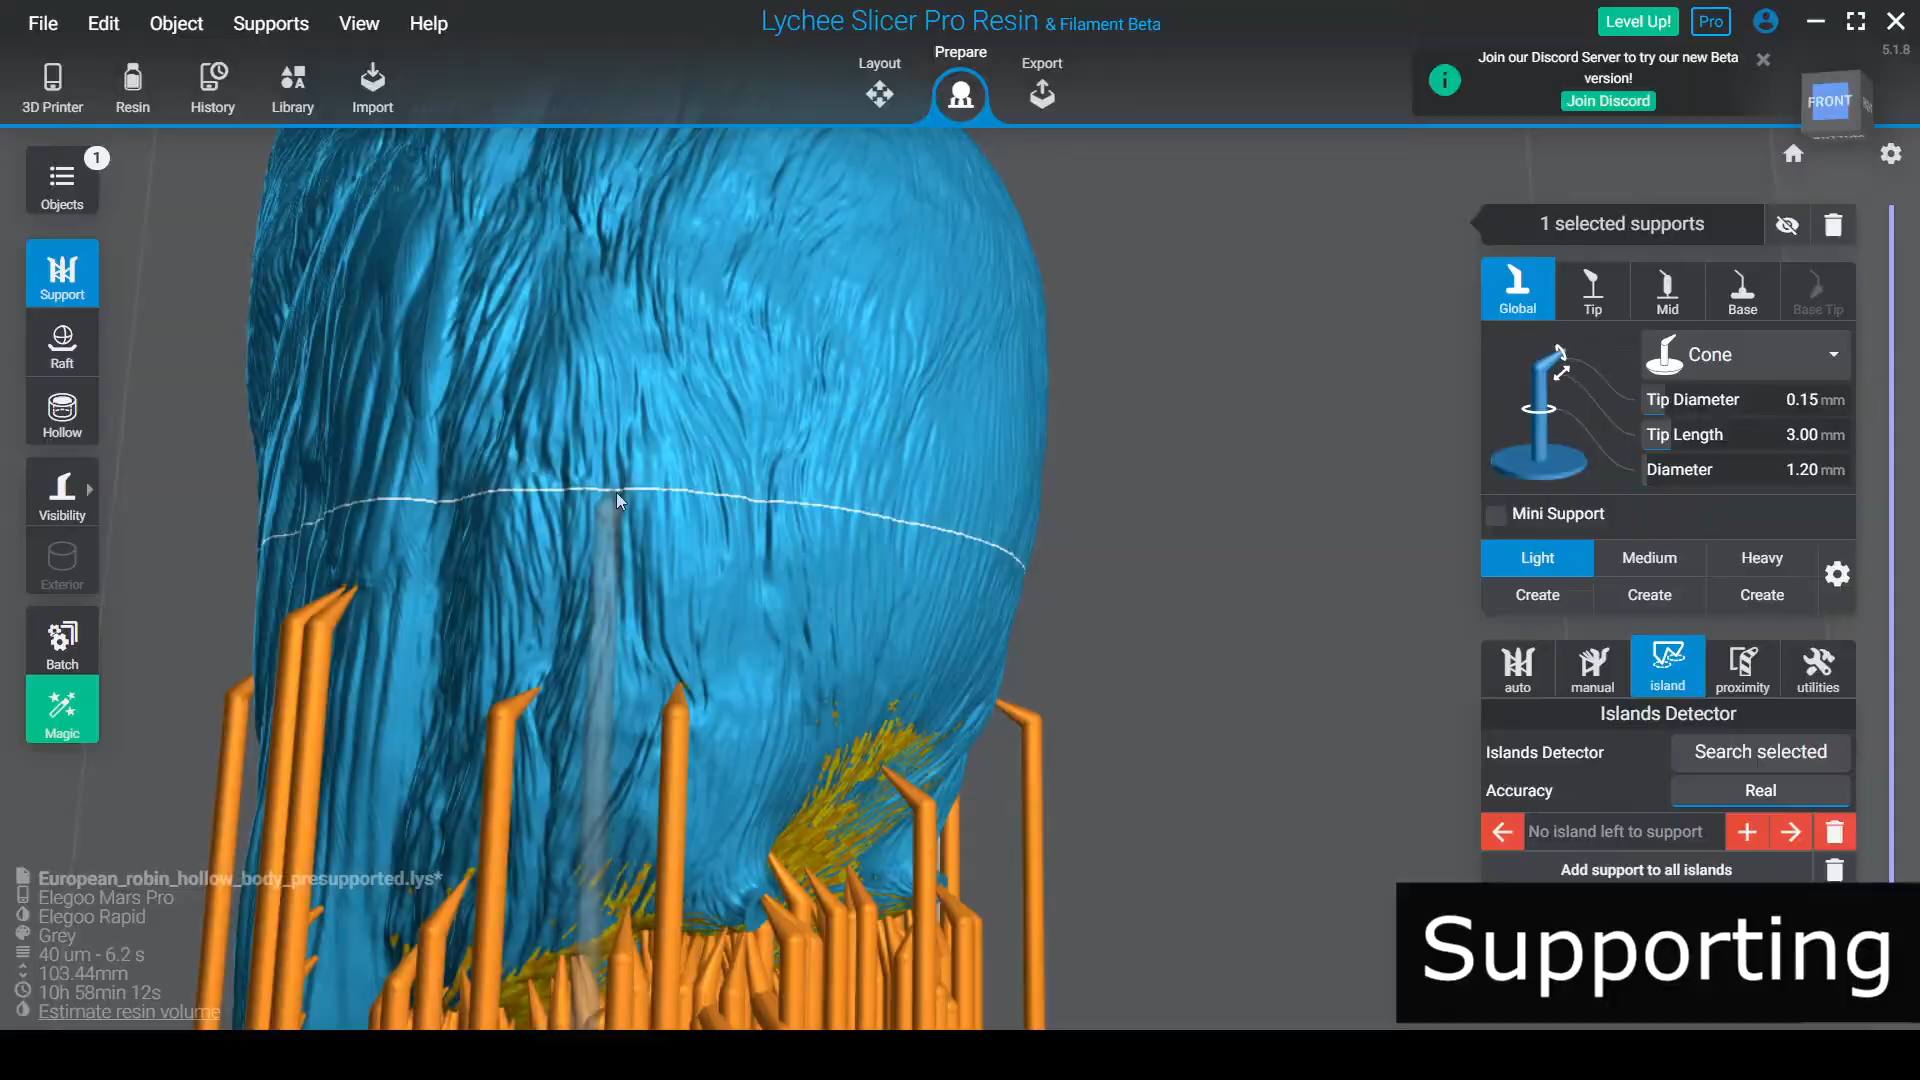 File Edit Object Supports View Help
Lychee Slicer Pro Resin & Filament Beta
Level Up! Pro
5.1.8
3D Printer Resin History Library Import
Layout Prepare Export
Join our Discord Server to try our new Beta
version!
Join Discord
FRONT
1
Objects
Support
Raft
Hollow
Visibility
Exterior
Batch
Magic
1 selected supports
Global Tip Mid Base Base Tip
Cone
Tip Diameter 0.15 mm
Tip Length 3.00 mm
Diameter 1.20 mm
Mini Support
Light Medium Heavy
Create Create Create
auto manual island proximity utilities
Islands Detector
Islands Detector Search selected
Accuracy Real
No island left to support
Add support to all islands
European_robin_hollow_body_presupported.lys*
Elegoo Mars Pro
Elegoo Rapid
Grey
40 um - 6.2 s
103.44mm
10h 58min 12s
Estimate resin volume
Supporting